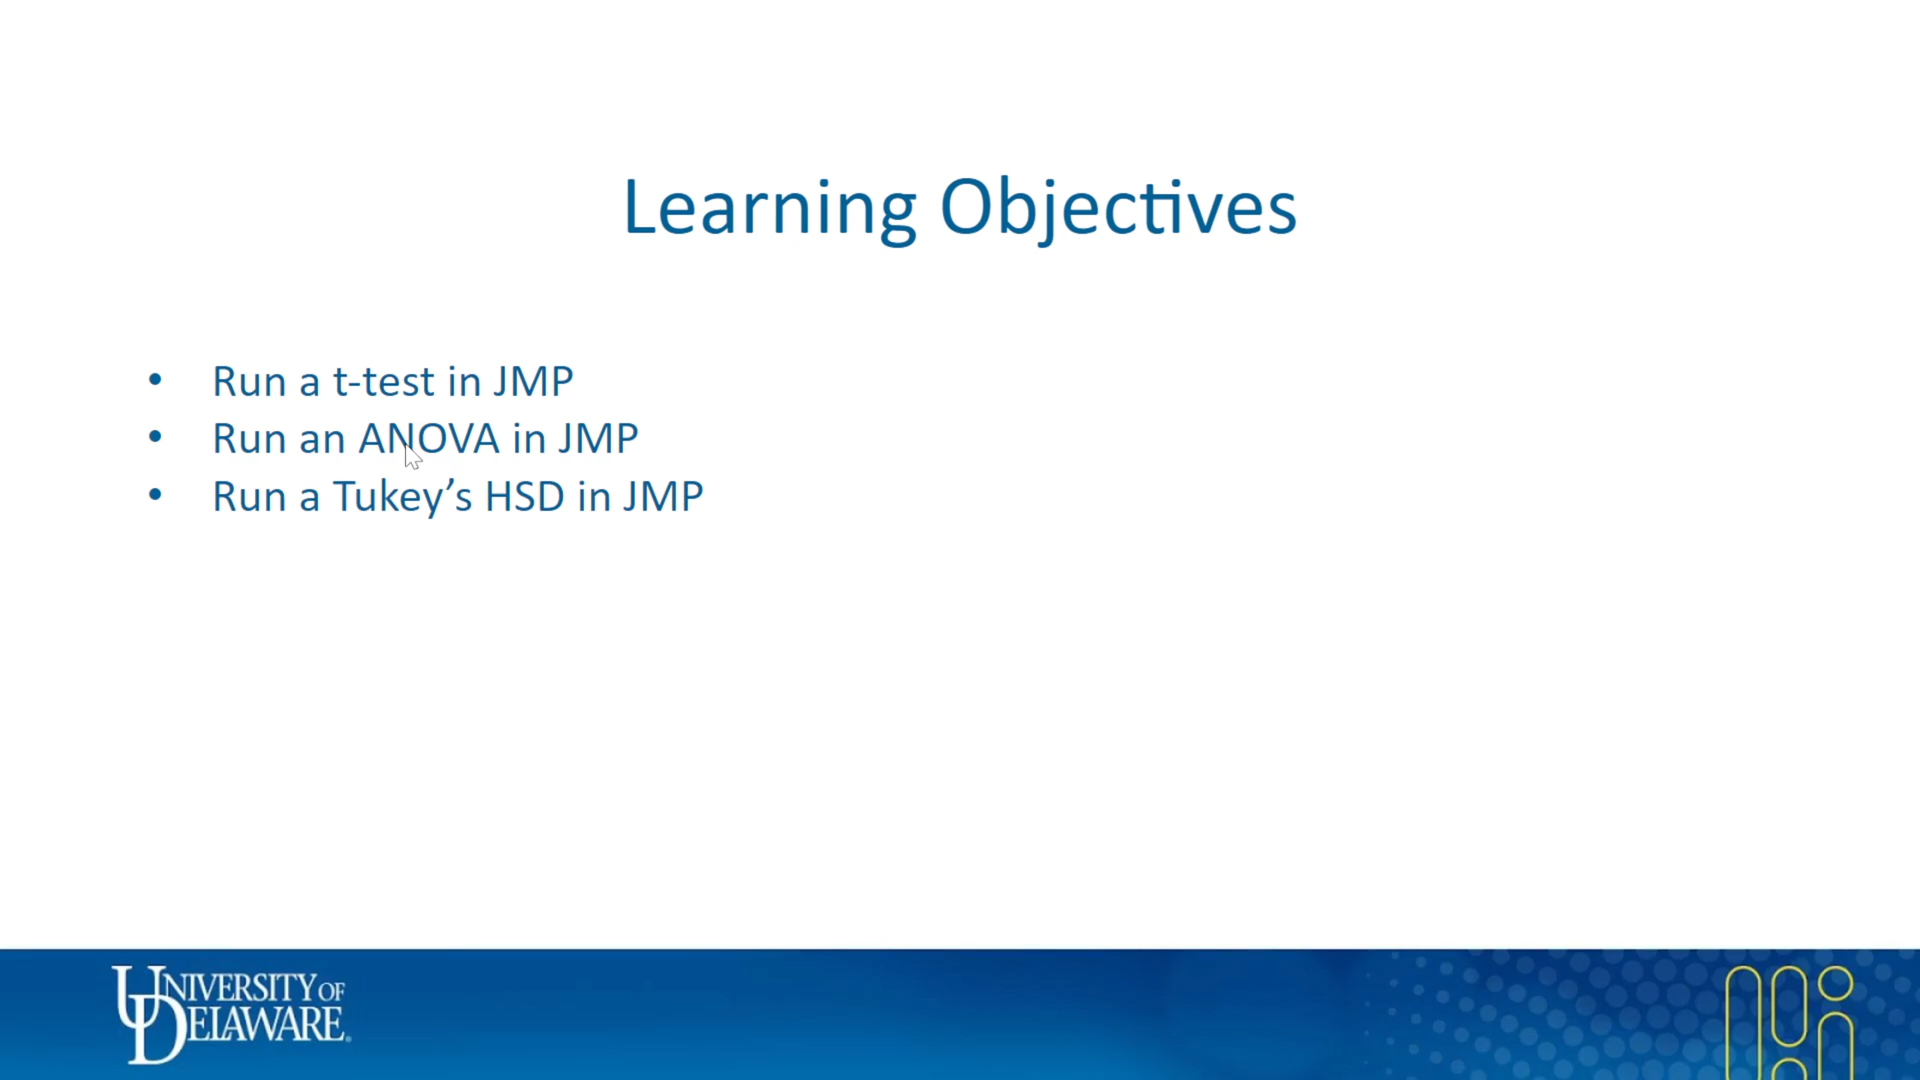 Learning Objectives
• Run a t-test in JMP
• Run an ANOVA in JMP
• Run a Tukey’s HSD in JMP
UNIVERSITY OF
DELAWARE